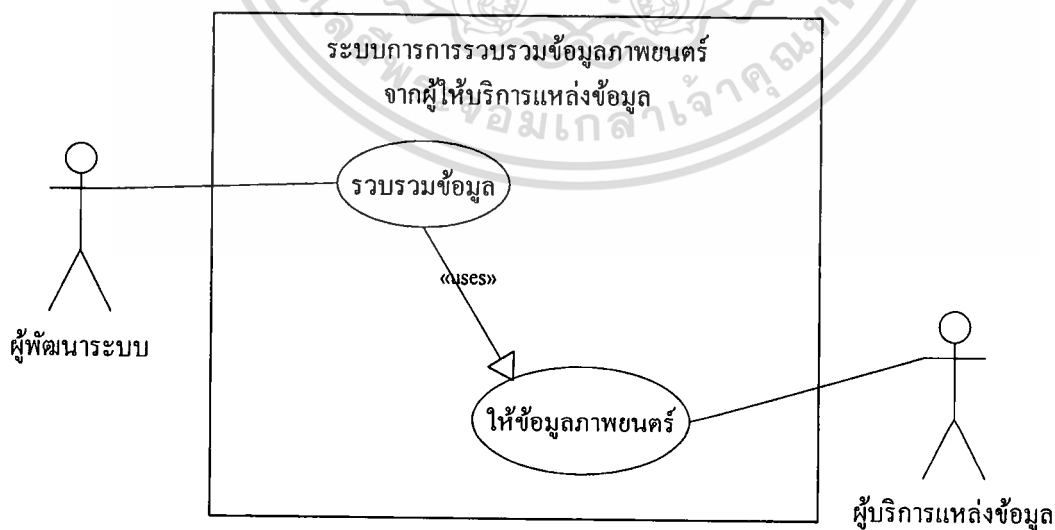 ระบบการการรวบรวมข้อมูลภาพยนตร์
จากผู้ให้บริการแหล่งข้อมูล
รวบรวมข้อมูล
«uses»
ผู้พัฒนาระบบ
ให้ข้อมูลภาพยนตร์
ผู้บริการแหล่งข้อมูล